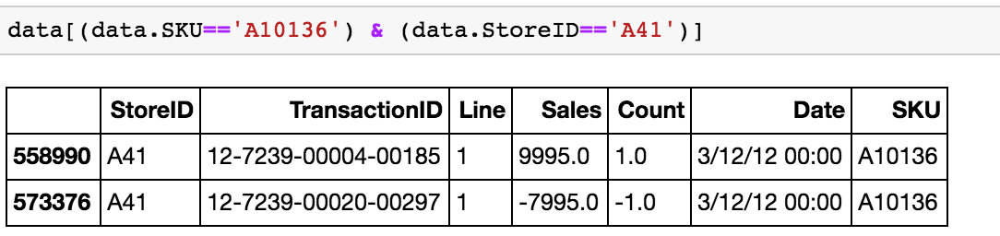 data[(data.SKU=='A10136') & (data.StoreID=='A41')]
StoreID TransactionID Line Sales Count Date SKU
558990 A41 12-7239-00004-00185 1 9995.0 1.0 3/12/12 00:00 A10136
573376 A41 12-7239-00020-00297 1 -7995.0 -1.0 3/12/12 00:00 A10136